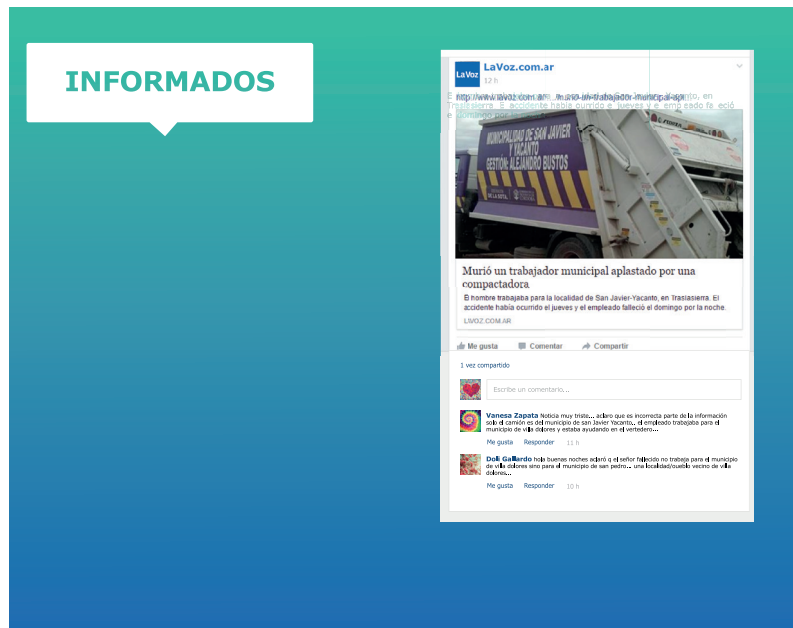 INFORMADOS
LaVoz
LaVoz.com.ar
12 h
MUNICIPALIDAD DE SAN JAVIER
Y YACANTO
GESTIÓN: ALEJANDRO BUSTOS
DE LA SOTA
Murió un trabajador municipal aplastado por una
compactadora
El hombre trabajaba para la localidad de San Javier-Yacanto, en Traslasierra. El
accidente había ocurrido el jueves y el empleado falleció el domingo por la noche.
LAVOZ.COM.AR
Me gusta Comentar Compartir
1 vez compartido
Escribe un comentario...
Vanesa Zapata Noticia muy triste... aclaro que es incorrecta parte de la información
solo el camión es del municipio de san Javier Yacanto.. el empleado trabajaba para el
municipio de villa dolores y estaba ayudando en el vertedero...
Me gusta Responder 11 h
Doli Gallardo hola buenas noches aclaró q el señor fallecido no trabaja para el municipio
de villa dolores sino para el municipio de san pedro... una localidad/pueblo vecino de villa
dolores...
Me gusta Responder 10 h